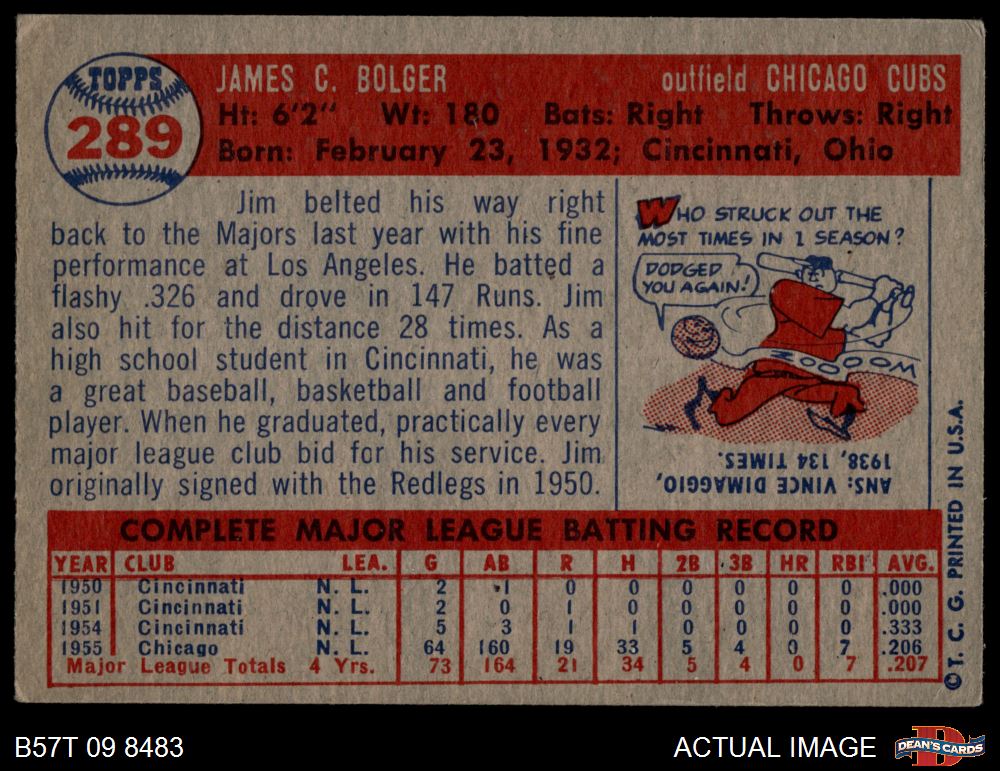 TOPPS
289
JAMES C. BOLGER outfield CHICAGO CUBS
Ht: 6'2" Wt: 180 Bats: Right Throws: Right
Born: February 23, 1932; Cincinnati, Ohio
Jim belted his way right
back to the Majors last year with his fine
performance at Los Angeles. He batted a
flashy .326 and drove in 147 Runs. Jim
also hit for the distance 28 times. As a
high school student in Cincinnati, he was
a great baseball, basketball and football
player. When he graduated, practically every
major league club bid for his service. Jim
originally signed with the Redlegs in 1950.
WHO STRUCK OUT THE
MOST TIMES IN 1 SEASON?
DODGED
YOU AGAIN!
ZOOOOM
ANS: VINCE DIMAGGIO,
1938, 134 TIMES.
COMPLETE MAJOR LEAGUE BATTING RECORD
YEAR CLUB LEA. G AB R H 2B 3B HR RBI AVG.
1950 Cincinnati N. L. 2 1 0 0 0 0 0 0 .000
1951 Cincinnati N. L. 2 0 1 0 0 0 0 0 .000
1954 Cincinnati N. L. 5 3 1 1 0 0 0 0 .333
1955 Chicago N. L. 64 160 19 33 5 4 0 7 .206
Major League Totals 4 Yrs. 73 164 21 34 5 4 0 7 .207
©T. C. G. PRINTED IN U.S.A.
B57T 09 8483
ACTUAL IMAGE
D
DEAN'S CARDS